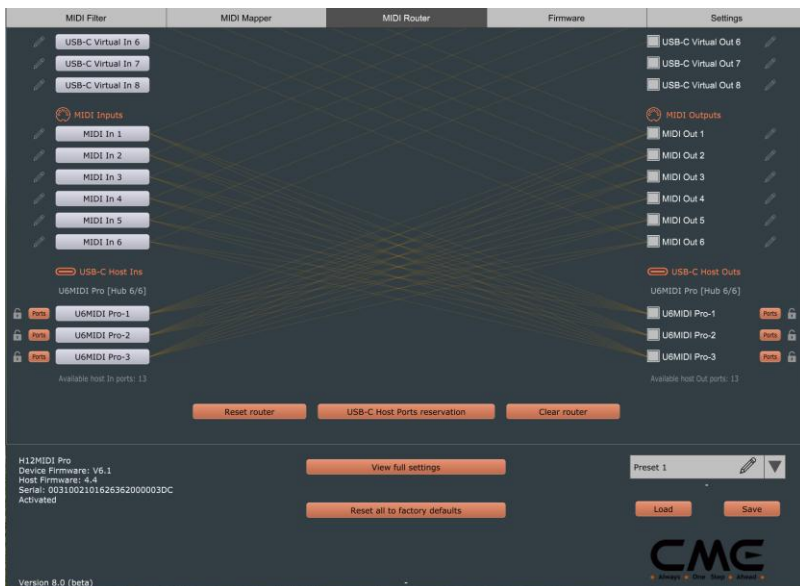 MIDI Filter MIDI Mapper MIDI Router Firmware Settings
USB-C Virtual In 6 USB-C Virtual Out 6
USB-C Virtual In 7 USB-C Virtual Out 7
USB-C Virtual In 8 USB-C Virtual Out 8
MIDI Inputs MIDI Outputs
MIDI In 1 MIDI Out 1
MIDI In 2 MIDI Out 2
MIDI In 3 MIDI Out 3
MIDI In 4 MIDI Out 4
MIDI In 5 MIDI Out 5
MIDI In 6 MIDI Out 6
USB-C Host Ins USB-C Host Outs
U6MIDI Pro [Hub 6/6] U6MIDI Pro [Hub 6/6]
Ports U6MIDI Pro-1 U6MIDI Pro-1 Ports
Ports U6MIDI Pro-2 U6MIDI Pro-2 Ports
Ports U6MIDI Pro-3 U6MIDI Pro-3 Ports
Available host In ports: 13 Available host Out ports: 13
Reset router USB-C Host Ports reservation Clear router
H12MIDI Pro
Device Firmware: V6.1
Host Firmware: 4.4
Serial: 0031002101626362000003DC
Activated
View full settings
Preset 1
-
Reset all to factory defaults
Load Save
CME
Always One Step Ahead
Version 8.0 (beta) -